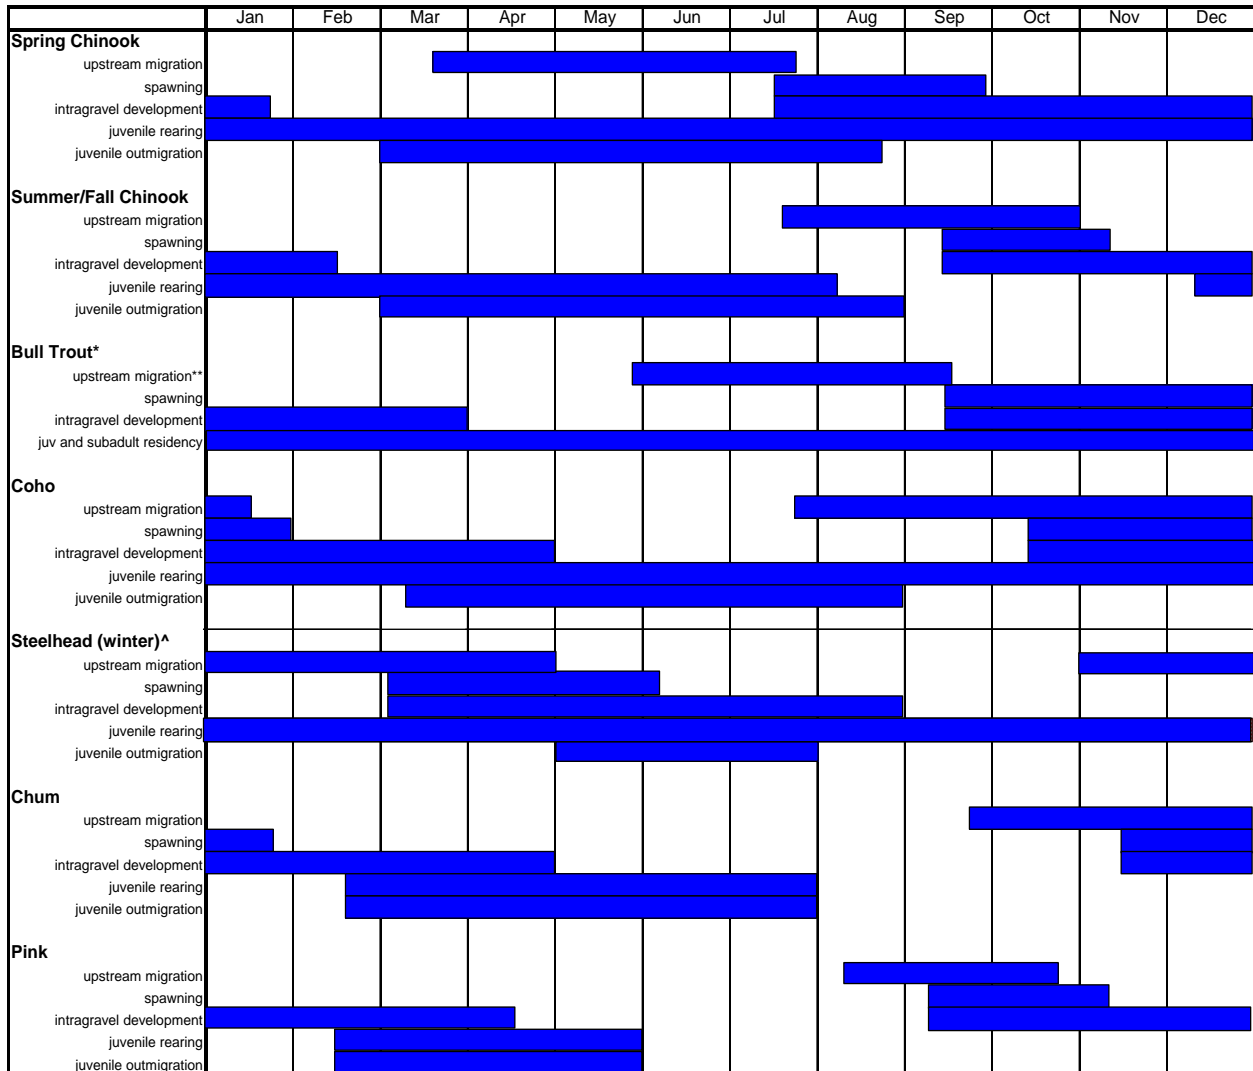 Jan Feb Mar Apr May Jun Jul Aug Sep Oct Nov Dec
Spring Chinook
upstream migration
spawning
intragravel development
juvenile rearing
juvenile outmigration
Summer/Fall Chinook
upstream migration
spawning
intragravel development
juvenile rearing
juvenile outmigration
Bull Trout*
upstream migration**
spawning
intragravel development
juv and subadult residency
Coho
upstream migration
spawning
intragravel development
juvenile rearing
juvenile outmigration
Steelhead (winter)^
upstream migration
spawning
intragravel development
juvenile rearing
juvenile outmigration
Chum
upstream migration
spawning
intragravel development
juvenile rearing
juvenile outmigration
Pink
upstream migration
spawning
intragravel development
juvenile rearing
juvenile outmigration